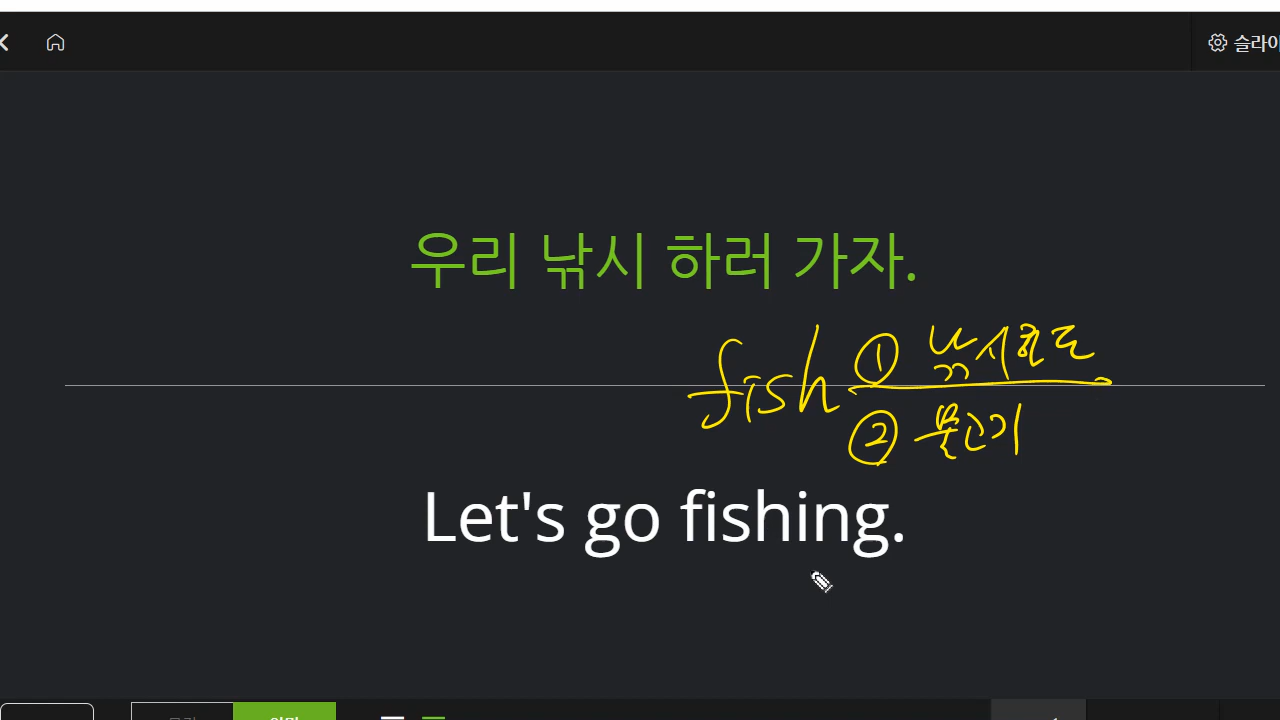 슬라이
우리 낚시 하러 가자.
fish ① 낚시하다
② 물고기
Let's go fishing.